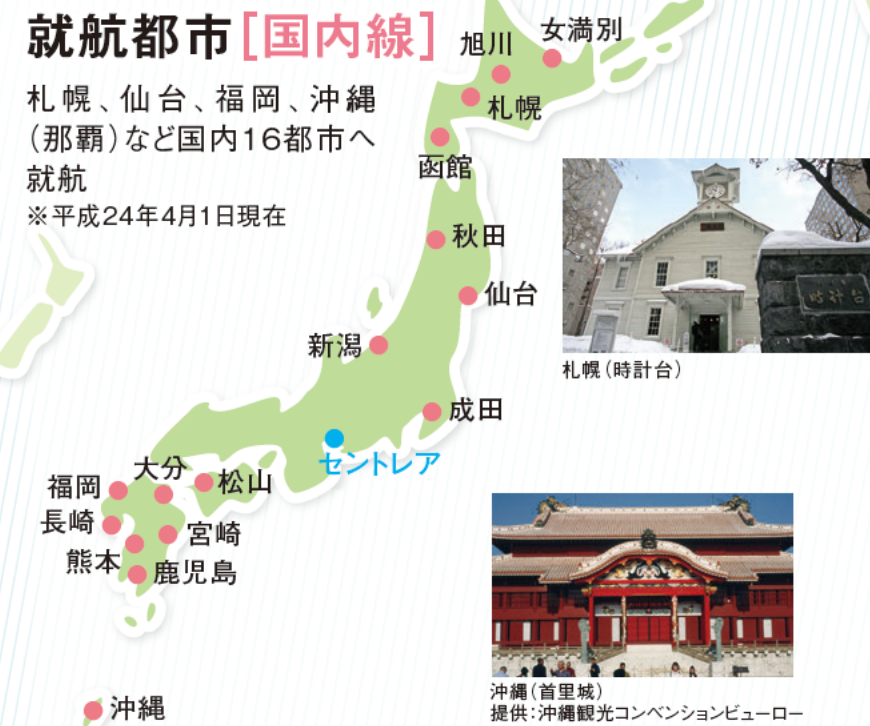 就航都市[国内線]
札幌、仙台、福岡、沖縄
(那覇)など国内16都市へ
就航
※平成24年4月1日現在
女満別
旭川
札幌
函館
秋田
仙台
新潟
成田
セントレア
大分
松山
福岡
長崎
宮崎
熊本
鹿児島
沖縄
時計台
札幌(時計台)
沖縄(首里城)
提供:沖縄観光コンベンションビューロー